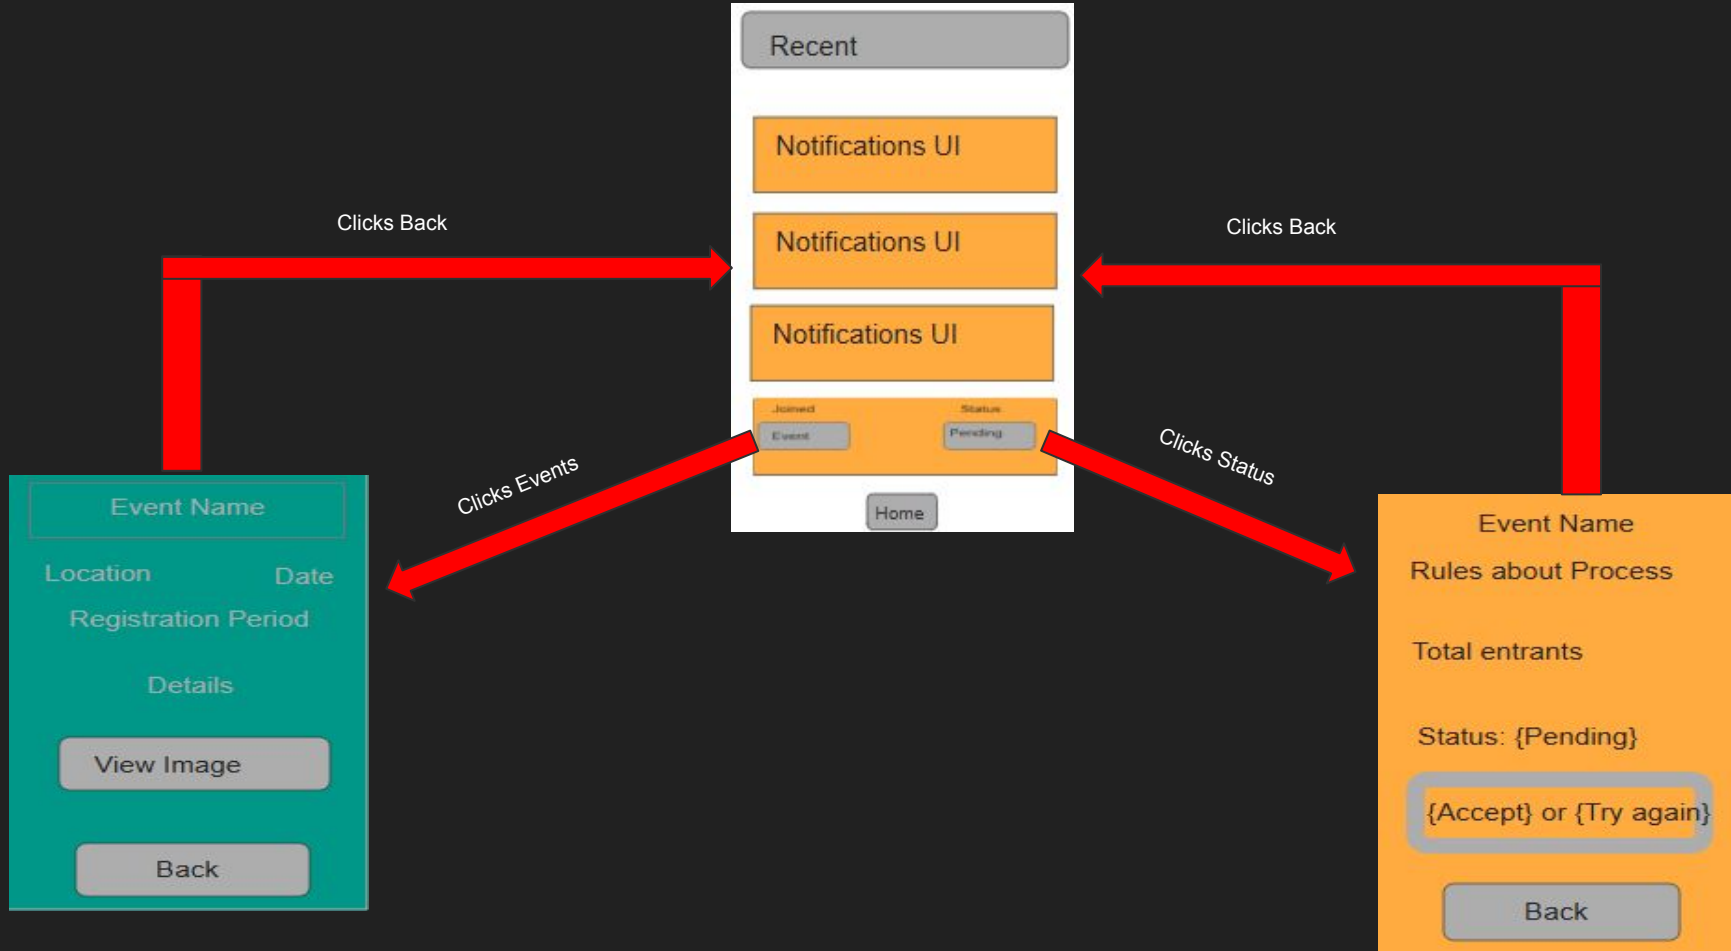 Recent
Notifications UI
Notifications UI
Notifications UI
Joined
Status
Event
Pending
Home
Clicks Back
Clicks Back
Clicks Events
Clicks Status
Event Name
Location
Date
Registration Period
Details
View Image
Back
Event Name
Rules about Process
Total entrants
Status: {Pending}
{Accept} or {Try again}
Back